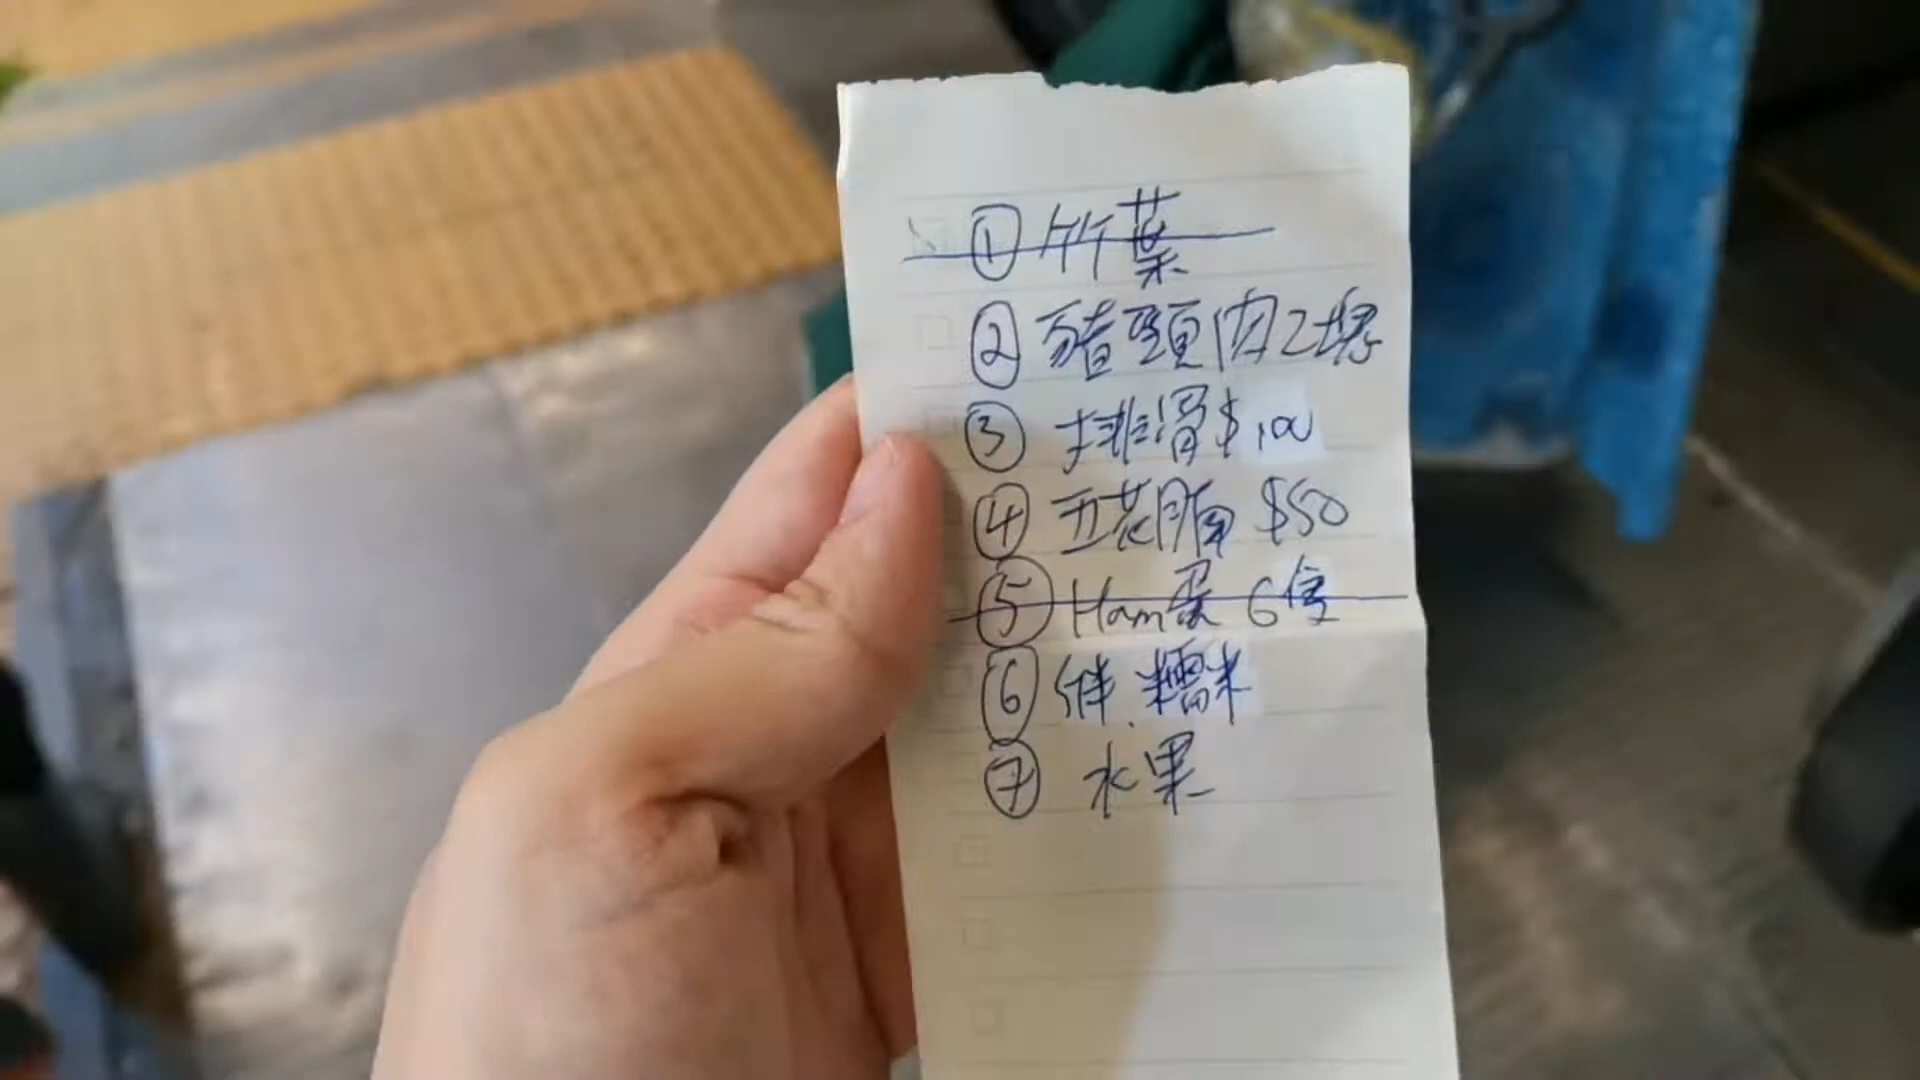 ① 竹葉
② 豬頸肉2塊
③ 排骨$100
④ 五花腩 $50
⑤ Ham蛋 6隻
⑥ 糯米
⑦ 水果